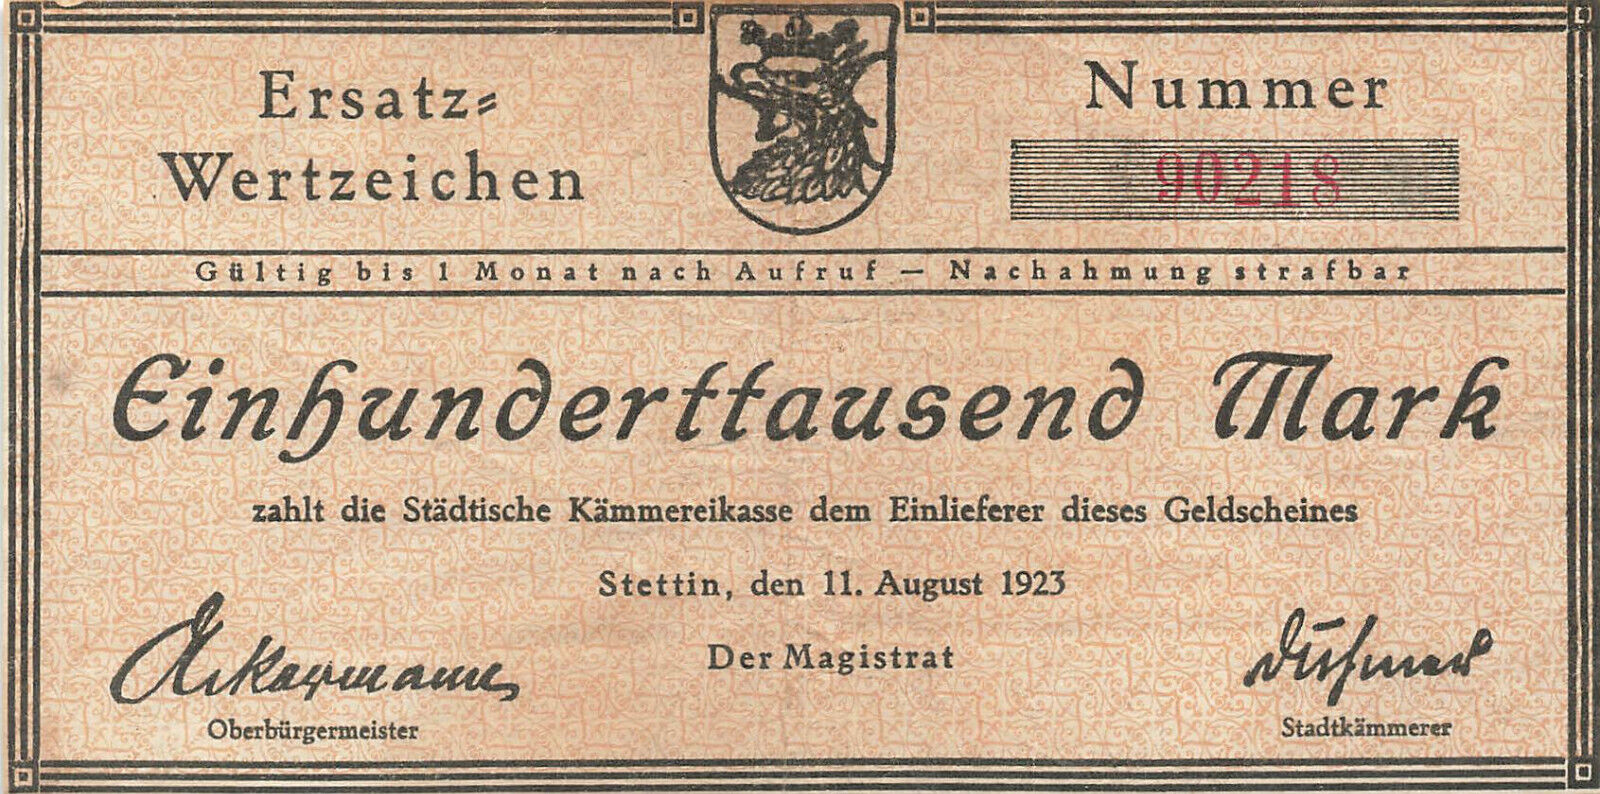 Ersatz=
Wertzeichen
Nummer
90218
Gültig bis 1 Monat nach Aufruf — Nachahmung strafbar
Einhunderttausend Mark
zahlt die Städtische Kämmereikasse dem Einlieferer dieses Geldscheines
Stettin, den 11. August 1923
Der Magistrat
Ackermann
Oberbürgermeister
Stadtkämmerer